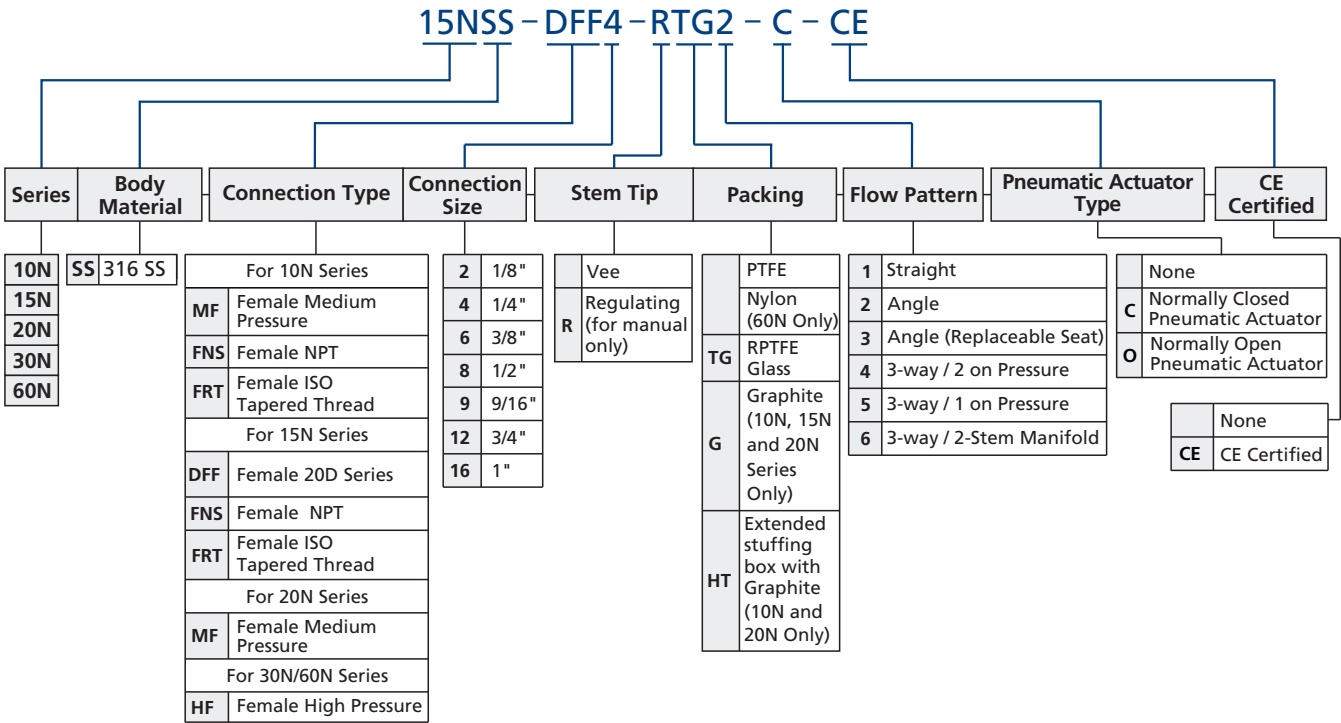 15NSS – DFF4 – RTG2 – C – CE
Series
Body
Material
Connection Type
Connection
Size
Stem Tip
Packing
Flow Pattern
Pneumatic Actuator
Type
CE
Certified
10N
15N
20N
30N
60N
SS 316 SS
For 10N Series
MF Female Medium
Pressure
FNS Female NPT
FRT Female ISO
Tapered Thread
For 15N Series
DFF Female 20D Series
FNS Female NPT
FRT Female ISO
Tapered Thread
For 20N Series
MF Female Medium
Pressure
For 30N/60N Series
HF Female High Pressure
2 1/8"
4 1/4"
6 3/8"
8 1/2"
9 9/16"
12 3/4"
16 1"
Vee
R Regulating
(for manual
only)
PTFE
Nylon
(60N Only)
TG RPTFE
Glass
G Graphite
(10N, 15N
and 20N
Series
Only)
HT Extended
stuffing
box with
Graphite
(10N and
20N Only)
1 Straight
2 Angle
3 Angle (Replaceable Seat)
4 3-way / 2 on Pressure
5 3-way / 1 on Pressure
6 3-way / 2-Stem Manifold
None
C Normally Closed
Pneumatic Actuator
O Normally Open
Pneumatic Actuator
None
CE CE Certified